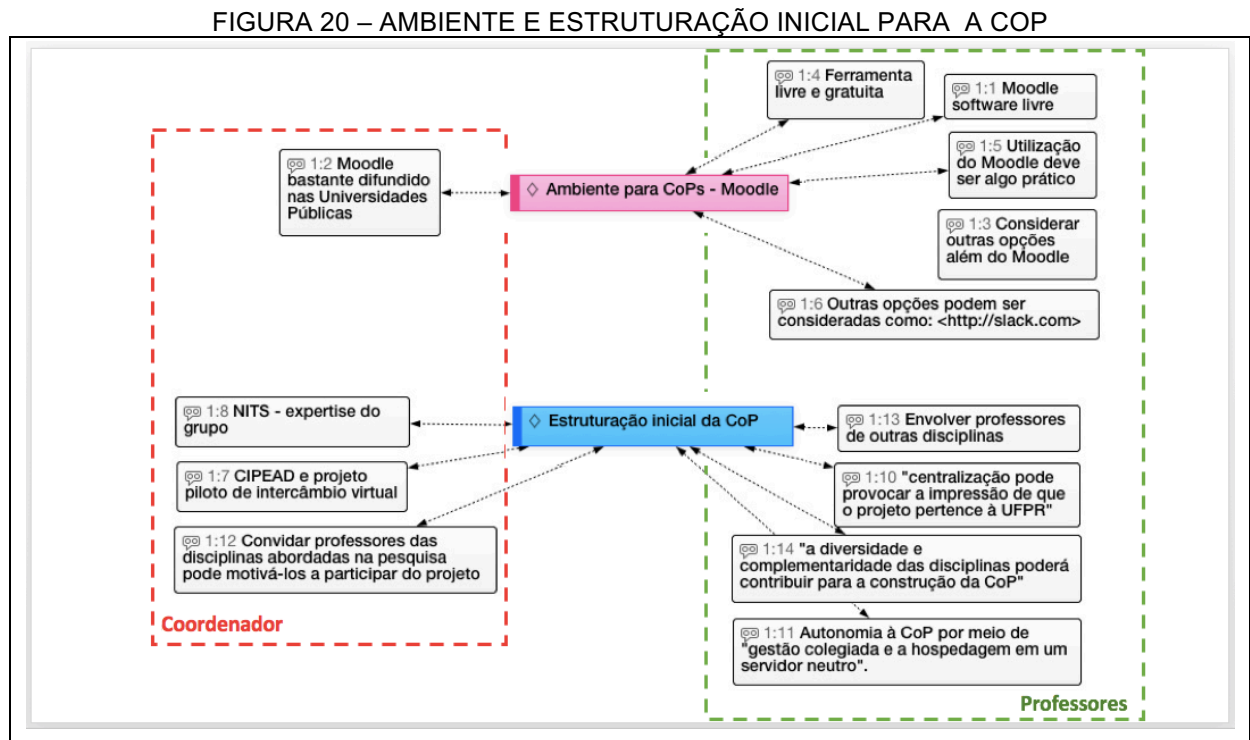 FIGURA 20 – AMBIENTE E ESTRUTURAÇÃO INICIAL PARA A COP
1:4 Ferramenta
livre e gratuita
1:1 Moodle
software livre
1:2 Moodle
bastante difundido
nas Universidades
Públicas
Ambiente para CoPs - Moodle
1:5 Utilização
do Moodle deve
ser algo prático
1:3 Considerar
outras opções
além do Moodle
1:6 Outras opções podem ser
consideradas como: <http://slack.com>
1:8 NITS - expertise do
grupo
Estruturação inicial da CoP
1:13 Envolver professores
de outras disciplinas
1:7 CIPEAD e projeto
piloto de intercâmbio virtual
1:10 "centralização pode
provocar a impressão de que
o projeto pertence à UFPR"
1:12 Convidar professores das
disciplinas abordadas na pesquisa
pode motivá-los a participar do projeto
1:14 "a diversidade e
complementaridade das disciplinas poderá
contribuir para a construção da CoP"
Coordenador
1:11 Autonomia à CoP por meio de
"gestão colegiada e a hospedagem em um
servidor neutro".
Professores